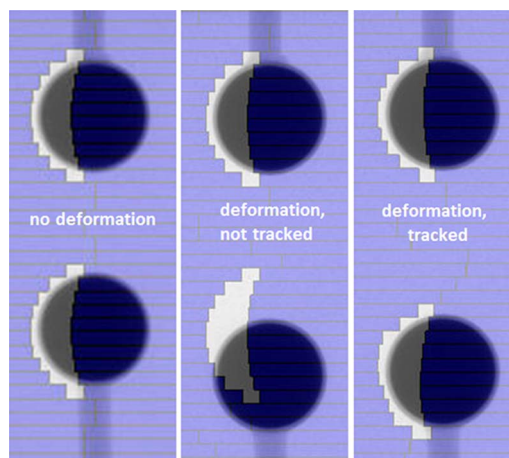 no deformation
deformation,
not tracked
deformation,
tracked